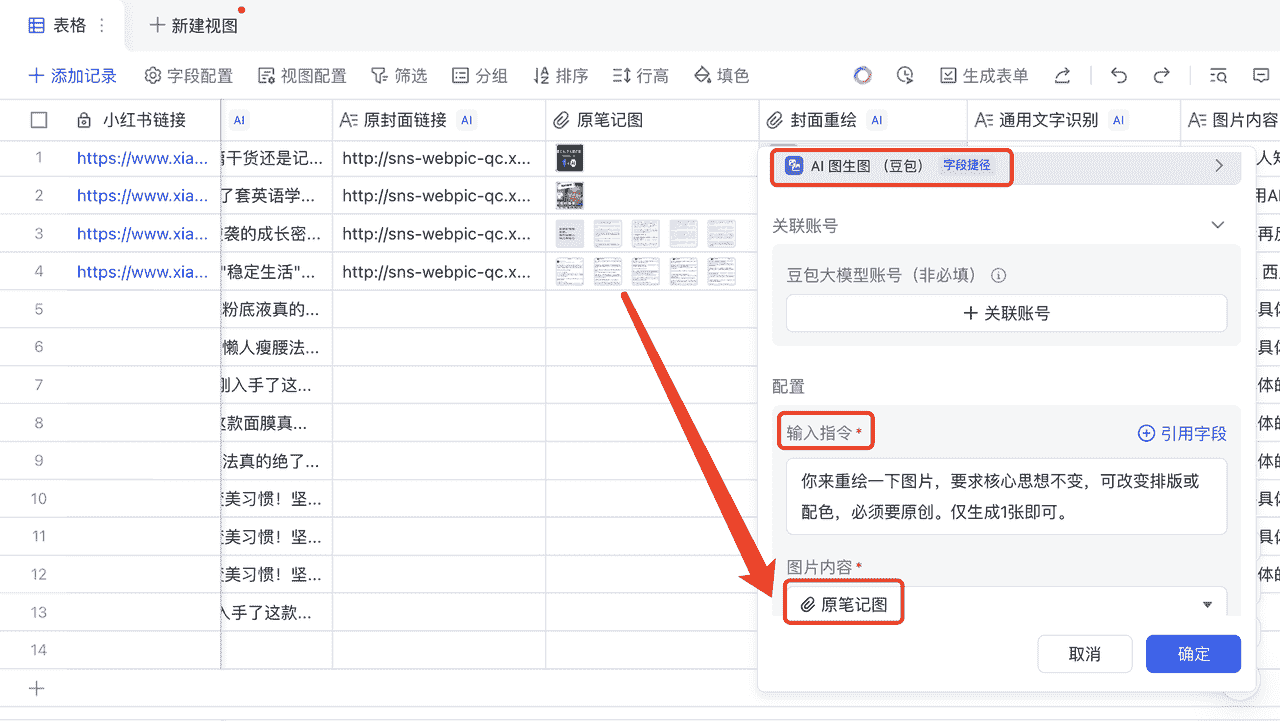 表格
新建视图
添加记录 字段配置 视图配置 筛选 分组 排序 行高 填色 生成表单
小红书链接 AI 原封面链接 AI 原笔记图 封面重绘 AI 通用文字识别 AI 图片内容
1 https://www.xia... 干货还是记... http://sns-webpic-qc.x...
2 https://www.xia... 了套英语学... http://sns-webpic-qc.x...
3 https://www.xia... 袭的成长密... http://sns-webpic-qc.x...
4 https://www.xia... "稳定生活"... http://sns-webpic-qc.x...
5 粉底液真的...
6 懒人瘦腰法...
7 入手了这...
8 款面膜真...
9 法真的绝了...
10 美习惯！坚...
11 美习惯！坚...
12 美习惯！坚...
13 入手了这款...
14
AI 图生图 （豆包） 字段捷径
关联账号
豆包大模型账号（非必填）
关联账号
配置
输入指令* 引用字段
你来重绘一下图片，要求核心思想不变，可改变排版或
配色，必须要原创。仅生成1张即可。
图片内容*
原笔记图
取消 确定